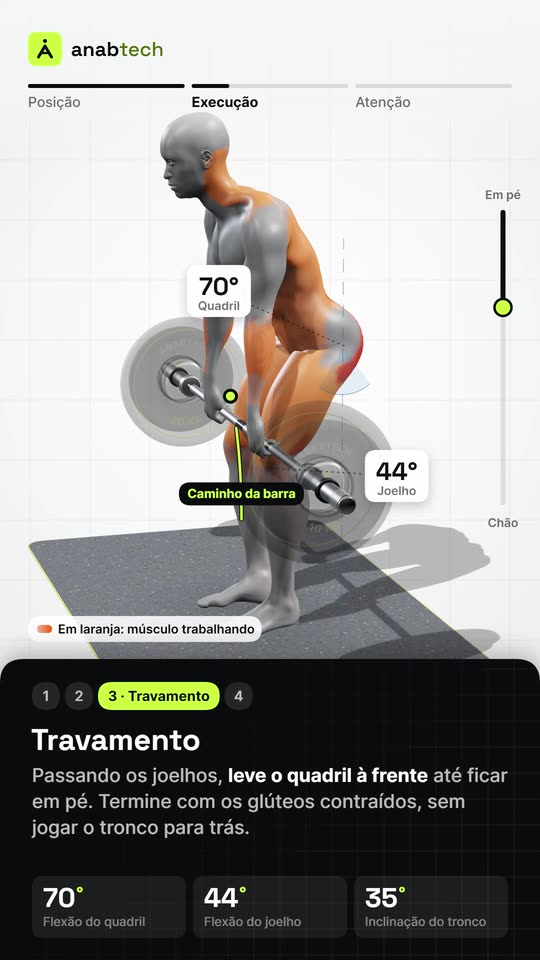 anabtech
Posição
Execução
Atenção
Em pé
70°
Quadril
44°
Joelho
Caminho da barra
Chão
Em laranja: músculo trabalhando
1
2
3 · Travamento
4
Travamento
Passando os joelhos, leve o quadril à frente até ficar
em pé. Termine com os glúteos contraídos, sem
jogar o tronco para trás.
70°
44°
35°
Flexão do quadril
Flexão do joelho
Inclinação do tronco